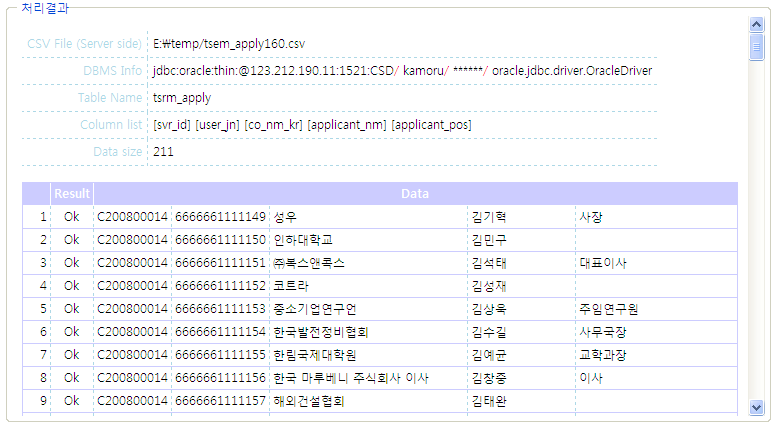 처리결과
CSV File (Server side) E:\temp/tsem_apply160.csv
DBMS Info jdbc:oracle:thin:@123.212.190.11:1521:CSD/ kamoru/ ******/ oracle.jdbc.driver.OracleDriver
Table Name tsrm_apply
Column list [svr_id] [user_jn] [co_nm_kr] [applicant_nm] [applicant_pos]
Data size 211
Result Data
1 Ok C200800014 6666661111149 성우 김기혁 사장
2 Ok C200800014 6666661111150 인하대학교 김민구
3 Ok C200800014 6666661111151 ㈜복스앤콕스 김석태 대표이사
4 Ok C200800014 6666661111152 코트라 김성재
5 Ok C200800014 6666661111153 중소기업연구언 김상욱 주임연구원
6 Ok C200800014 6666661111154 한국발전정비협회 김수길 사무국장
7 Ok C200800014 6666661111155 한림국제대학원 김예균 교학과장
8 Ok C200800014 6666661111156 한국 마루베니 주식회사 이사 김창중 이사
9 Ok C200800014 6666661111157 해외건설협회 김태완